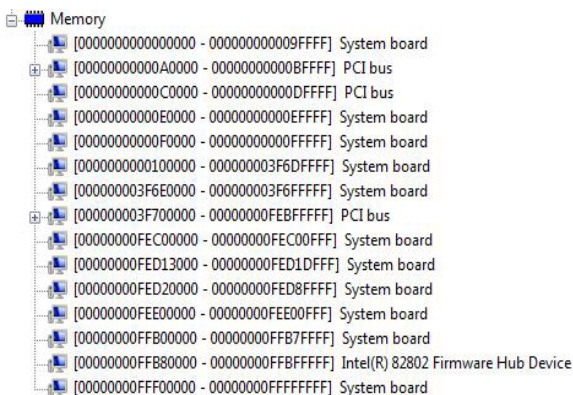 Memory
[0000000000000000 - 000000000009FFFF] System board
[00000000000A0000 - 00000000000BFFFF] PCI bus
[00000000000C0000 - 00000000000DFFFF] PCI bus
[00000000000E0000 - 00000000000EFFFF] System board
[00000000000F0000 - 00000000000FFFFF] System board
[0000000000100000 - 000000003F6DFFFF] System board
[000000003F6E0000 - 000000003F6FFFFF] System board
[000000003F700000 - 00000000FEBFFFFF] PCI bus
[00000000FEC00000 - 00000000FEC00FFF] System board
[00000000FED13000 - 00000000FED1DFFF] System board
[00000000FED20000 - 00000000FED8FFFF] System board
[00000000FEE00000 - 00000000FEE00FFF] System board
[00000000FFB00000 - 00000000FFB7FFFF] System board
[00000000FFB80000 - 00000000FFBFFFFF] Intel(R) 82802 Firmware Hub Device
[00000000FFF00000 - 00000000FFFFFFFF] System board